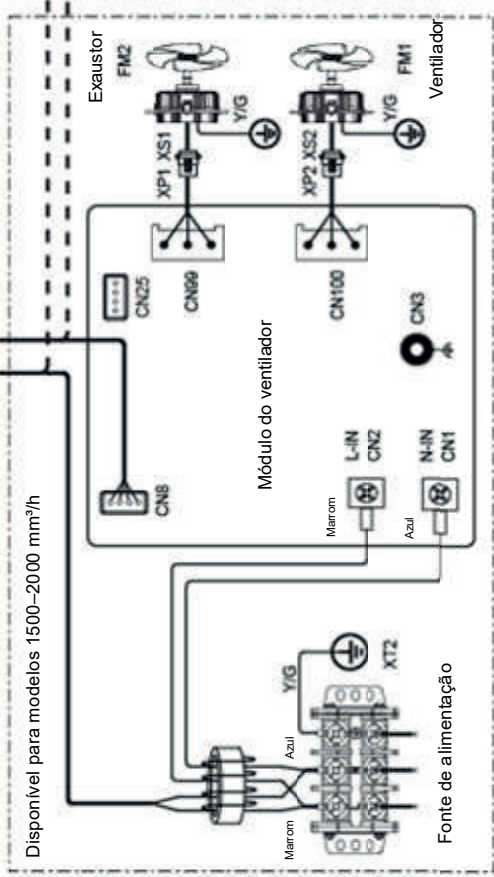 Disponível para modelos 1500–2000 mm³/h
Exaustor
FM2
Y/G
XP1 XS1
CN99
CN25
CN8
Ventilador
FM1
Y/G
XP2 XS2
CN100
Módulo do ventilador
CN3
L-IN
CN2
N-IN
CN1
Marrom
Azul
Y/G
XT2
Azul
Marrom
Fonte de alimentação